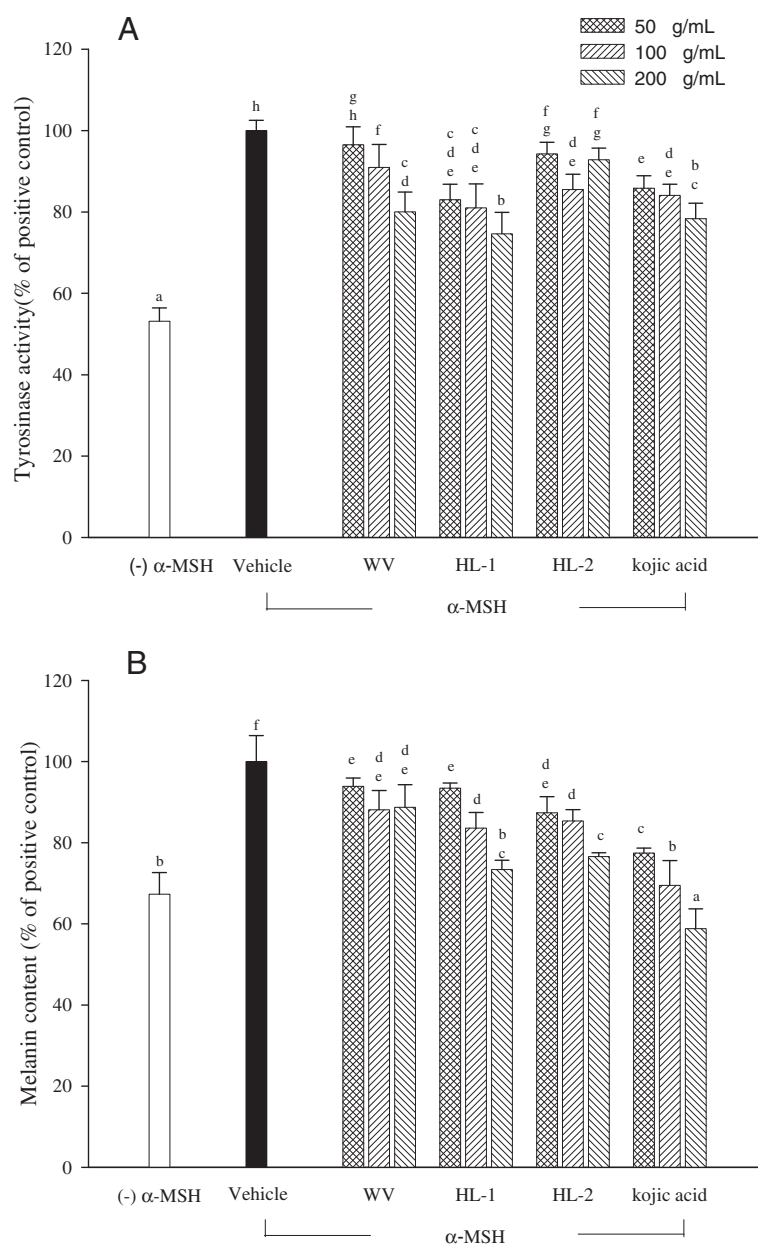 A
50 g/mL
100 g/mL
200 g/mL
Tyrosinase activity(% of positive control)
120
100
80
60
40
20
0
a
h
g
h
f
c
d
c
d
e
c
d
e
b
f
g
d
e
f
g
e
d
e
b
c
(-) α-MSH Vehicle WV HL-1 HL-2 kojic acid
α-MSH
B
Melanin content (% of positive control)
120
100
80
60
40
20
0
b
f
e
d
e
d
e
e
d
b
c
d
e
d
c
c
b
a
(-) α-MSH Vehicle WV HL-1 HL-2 kojic acid
α-MSH